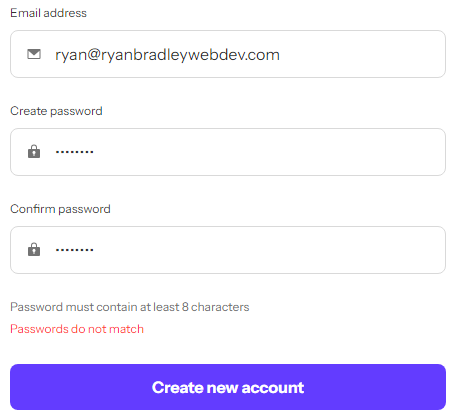 Email address
ryan@ryanbradleywebdev.com
Create password
••••••••
Confirm password
••••••••
Password must contain at least 8 characters
Passwords do not match
Create new account